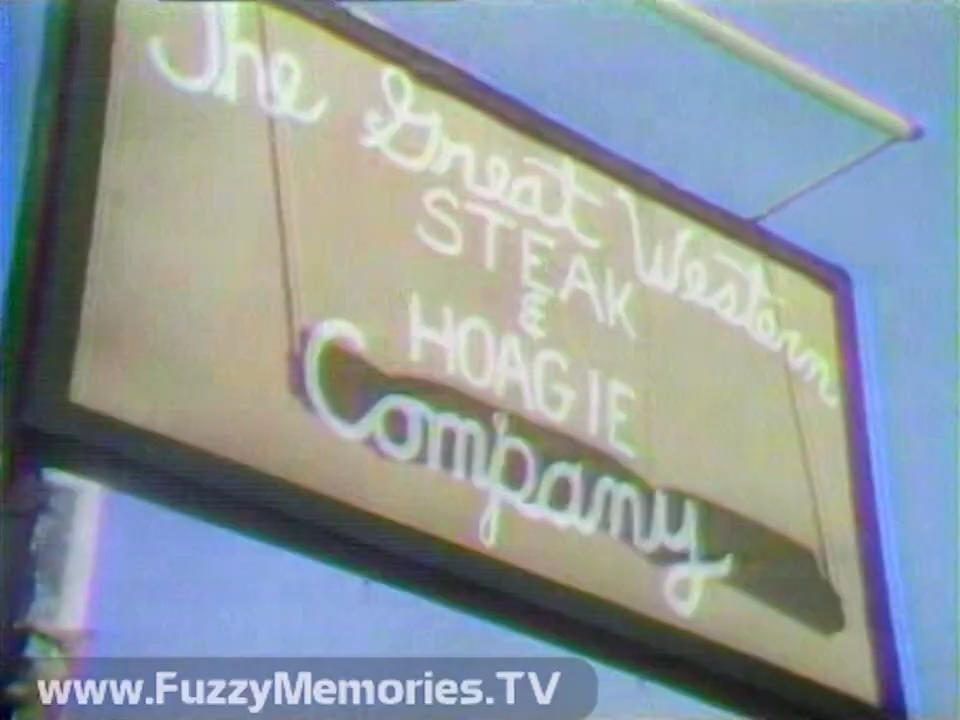 The Great Western
STEAK
&
HOAGIE
Company
www.FuzzyMemories.TV